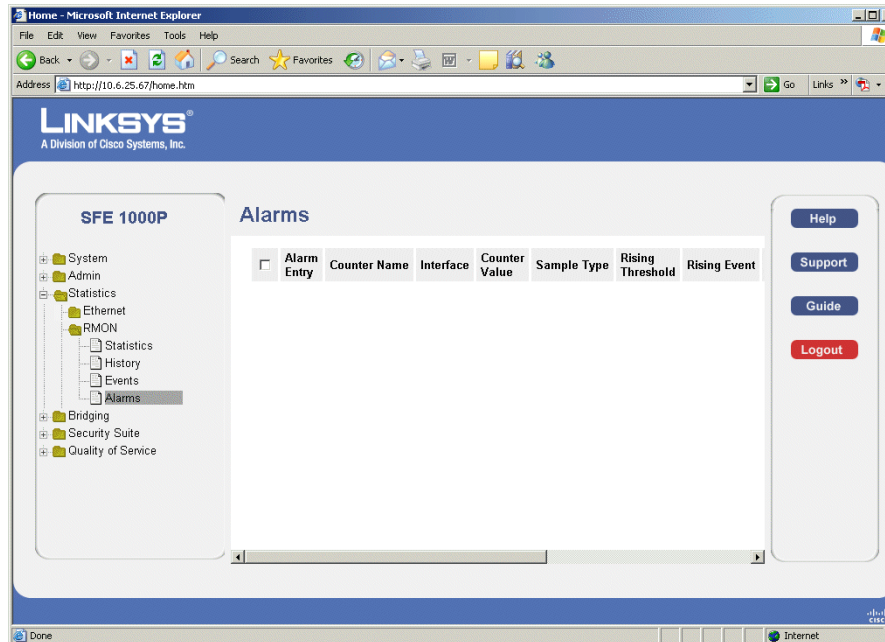 Home - Microsoft Internet Explorer
File Edit View Favorites Tools Help
Back Search Favorites
Address http://10.6.25.67/home.htm Go Links »
LINKSYS®
A Division of Cisco Systems, Inc.
SFE 1000P
System
Admin
Statistics
Ethernet
RMON
Statistics
History
Events
Alarms
Bridging
Security Suite
Quality of Service
Alarms
Alarm Entry Counter Name Interface Counter Value Sample Type Rising Threshold Rising Event
Help
Support
Guide
Logout
Done Internet